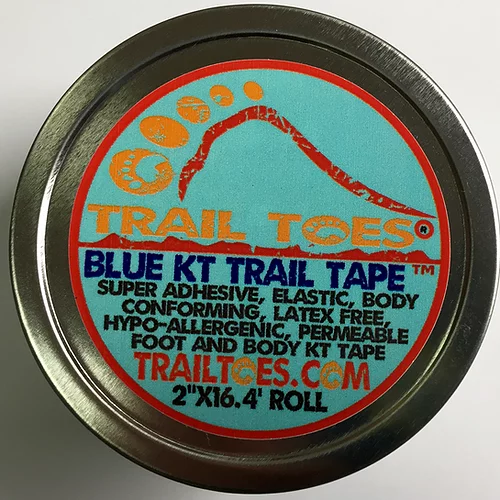 TRAIL TOES®
BLUE KT TRAIL TAPE™
SUPER ADHESIVE, ELASTIC, BODY
CONFORMING, LATEX FREE,
HYPO-ALLERGENIC, PERMEABLE
FOOT AND BODY KT TAPE
TRAILTOES.COM
2"X16.4' ROLL